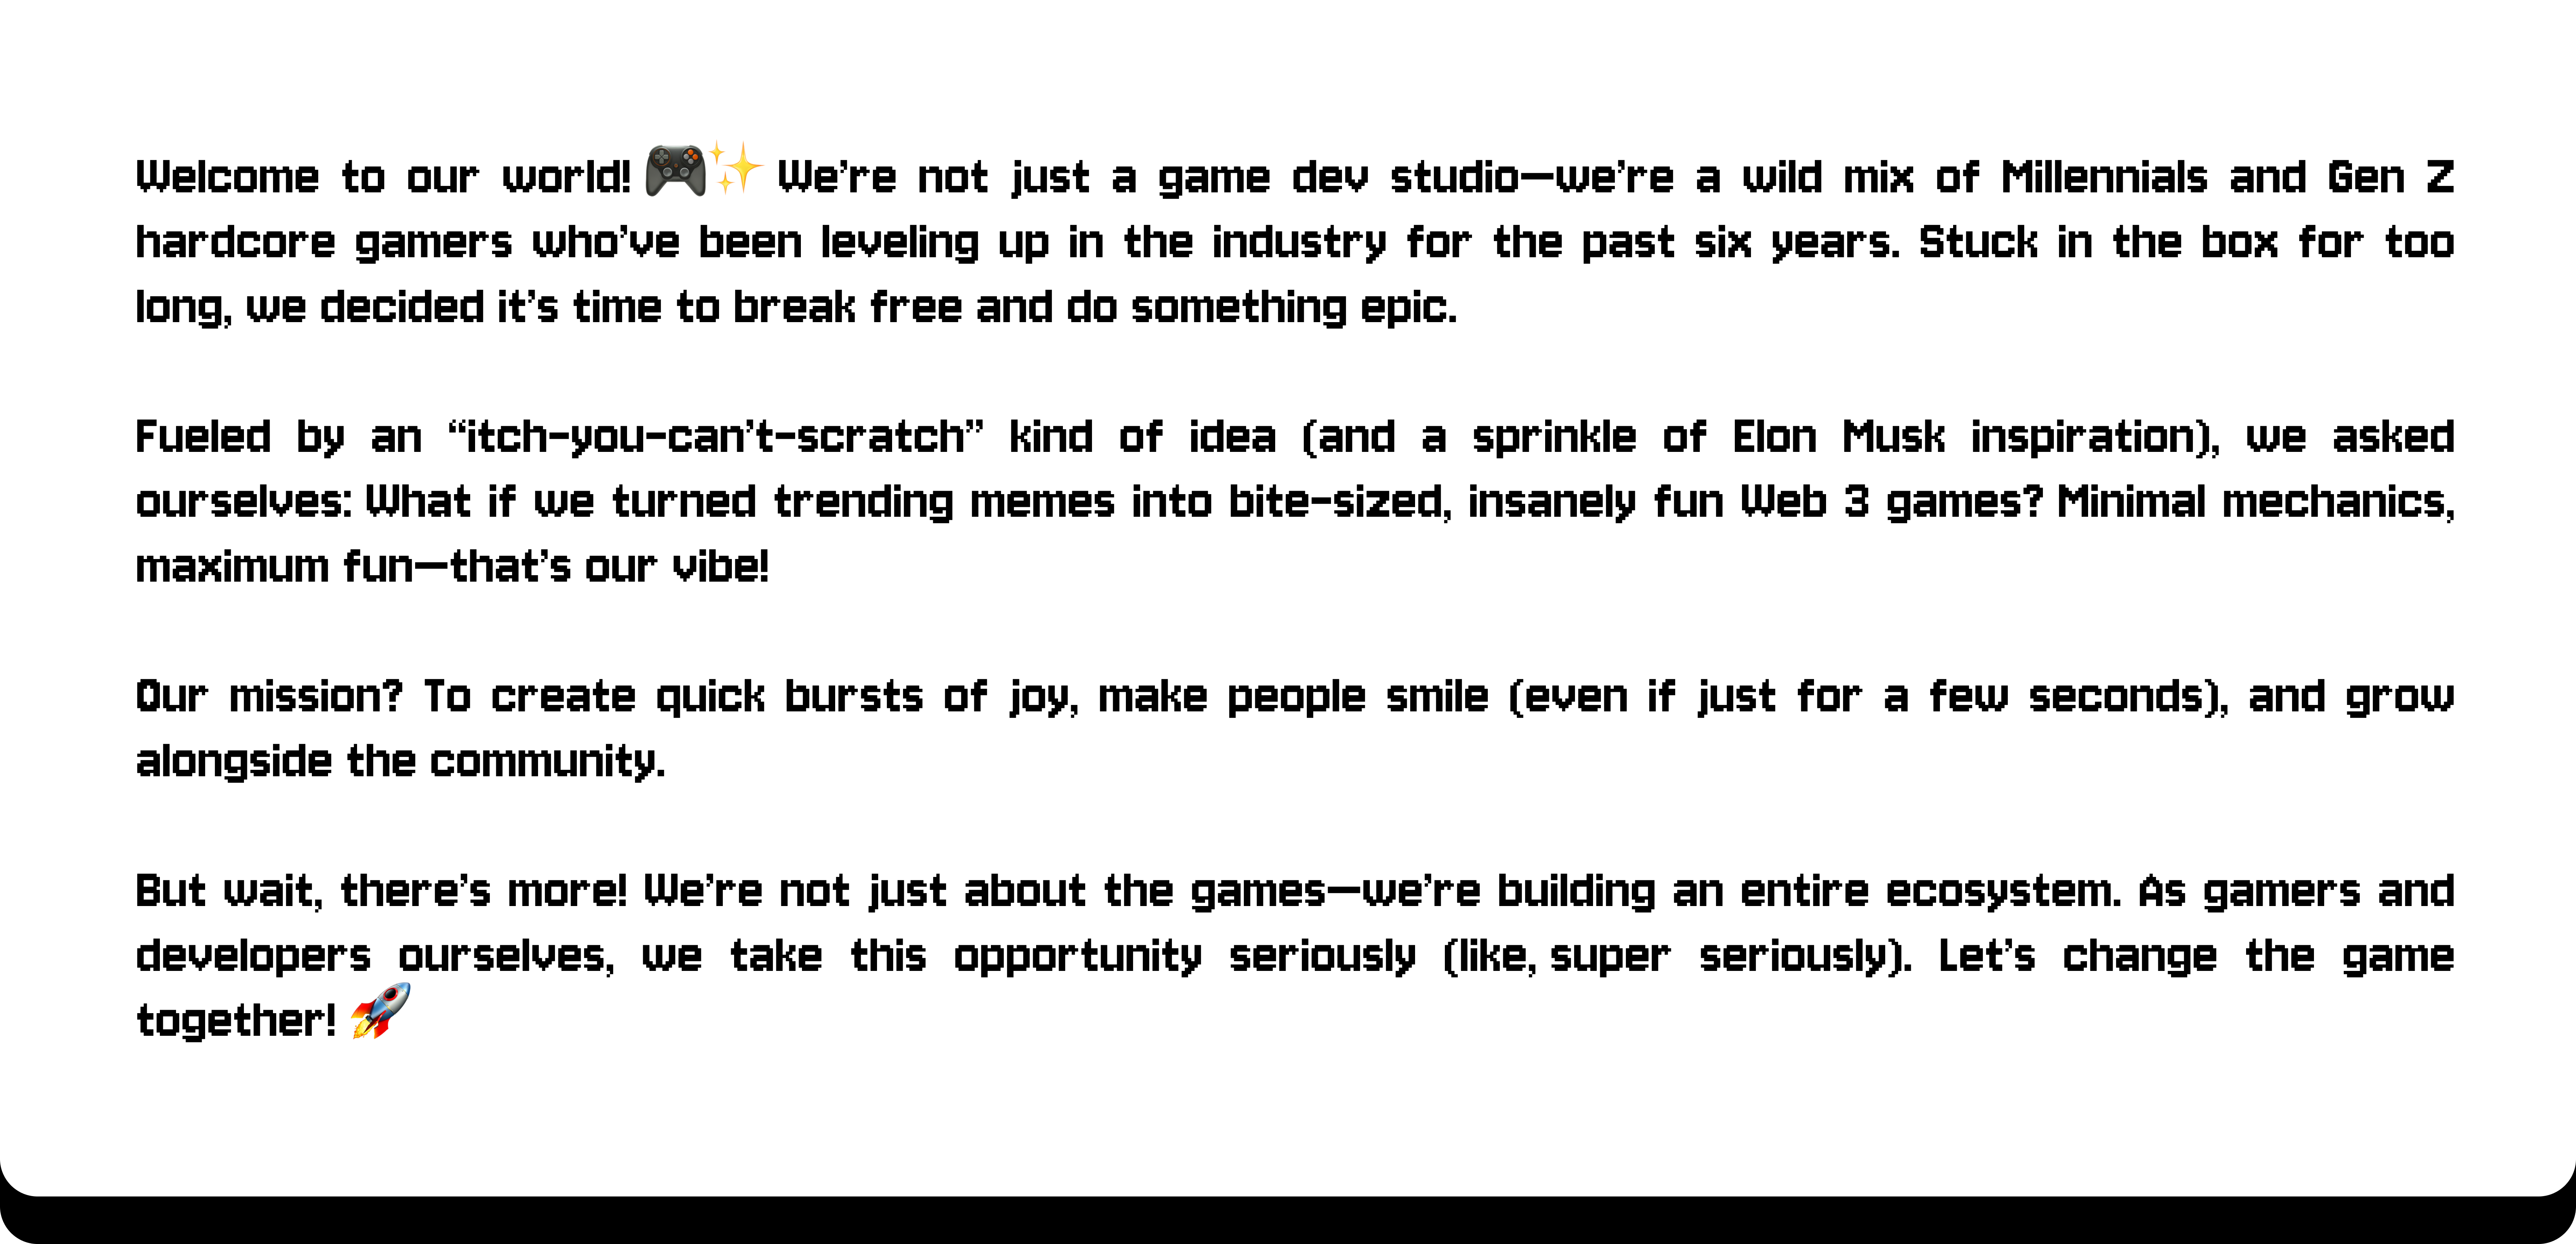 Welcome to our world! 🎮✨ We’re not just a game dev studio—we’re a wild mix of Millennials and Gen Z
hardcore gamers who’ve been leveling up in the industry for the past six years. Stuck in the box for too
long, we decided it’s time to break free and do something epic.
Fueled by an “itch-you-can’t-scratch” kind of idea (and a sprinkle of Elon Musk inspiration), we asked
ourselves: What if we turned trending memes into bite-sized, insanely fun Web 3 games? Minimal mechanics,
maximum fun—that’s our vibe!
Our mission? To create quick bursts of joy, make people smile (even if just for a few seconds), and grow
alongside the community.
But wait, there’s more! We’re not just about the games—we’re building an entire ecosystem. As gamers and
developers ourselves, we take this opportunity seriously (like, super seriously). Let’s change the game
together! 🚀